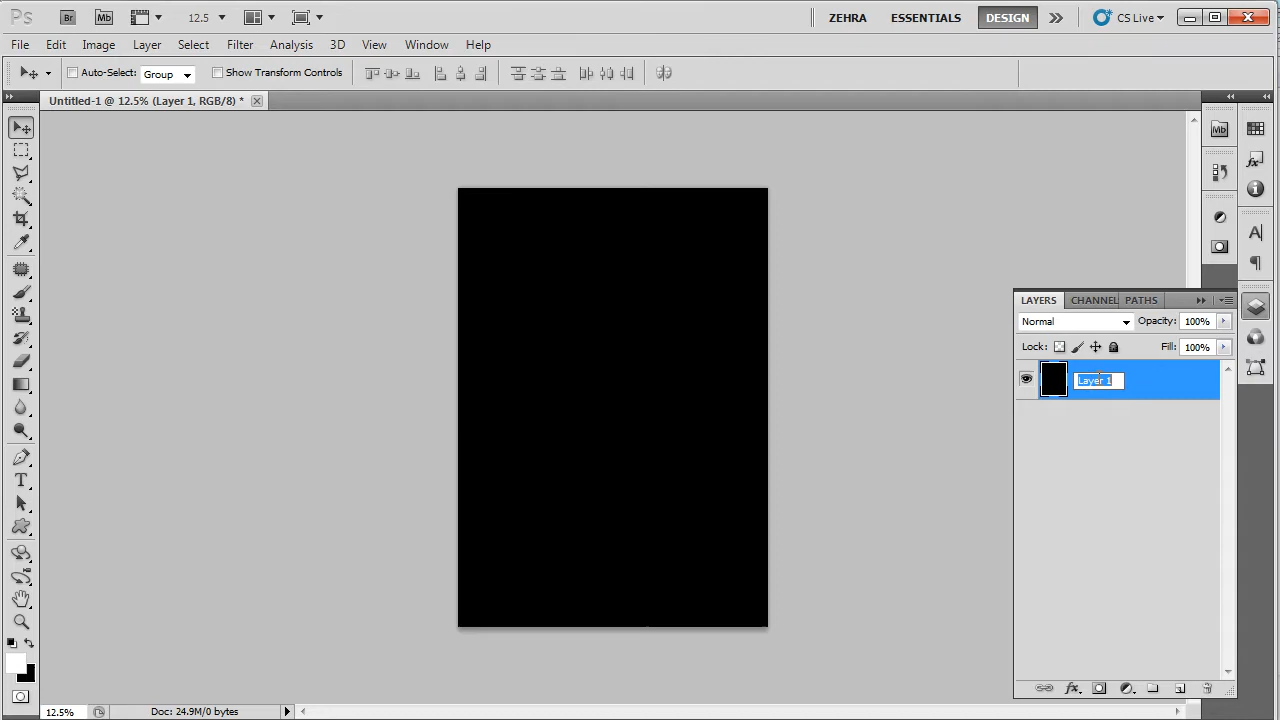 Ps Br Mb 12.5 ZEHRA ESSENTIALS DESIGN CS Live
File Edit Image Layer Select Filter Analysis 3D View Window Help
Auto-Select: Group Show Transform Controls
Untitled-1 @ 12.5% (Layer 1, RGB/8) *
Mb
LAYERS CHANNEL PATHS
Normal Opacity: 100%
Lock: Fill: 100%
Layer 1
fx
12.5% Doc: 24.9M/0 bytes